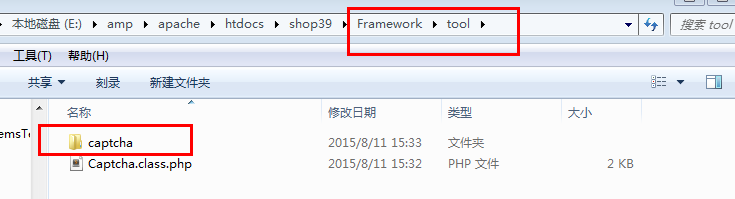 本地磁盘 (E:) ▸ amp ▸ apache ▸ htdocs ▸ shop39 ▸ Framework ▸ tool ▸ 搜索 tool
工具(T) 帮助(H)
共享 刻录 新建文件夹
名称 修改日期 类型 大小
captcha 2015/8/11 15:33 文件夹
Captcha.class.php 2015/8/11 15:32 PHP 文件 2 KB
emsTe